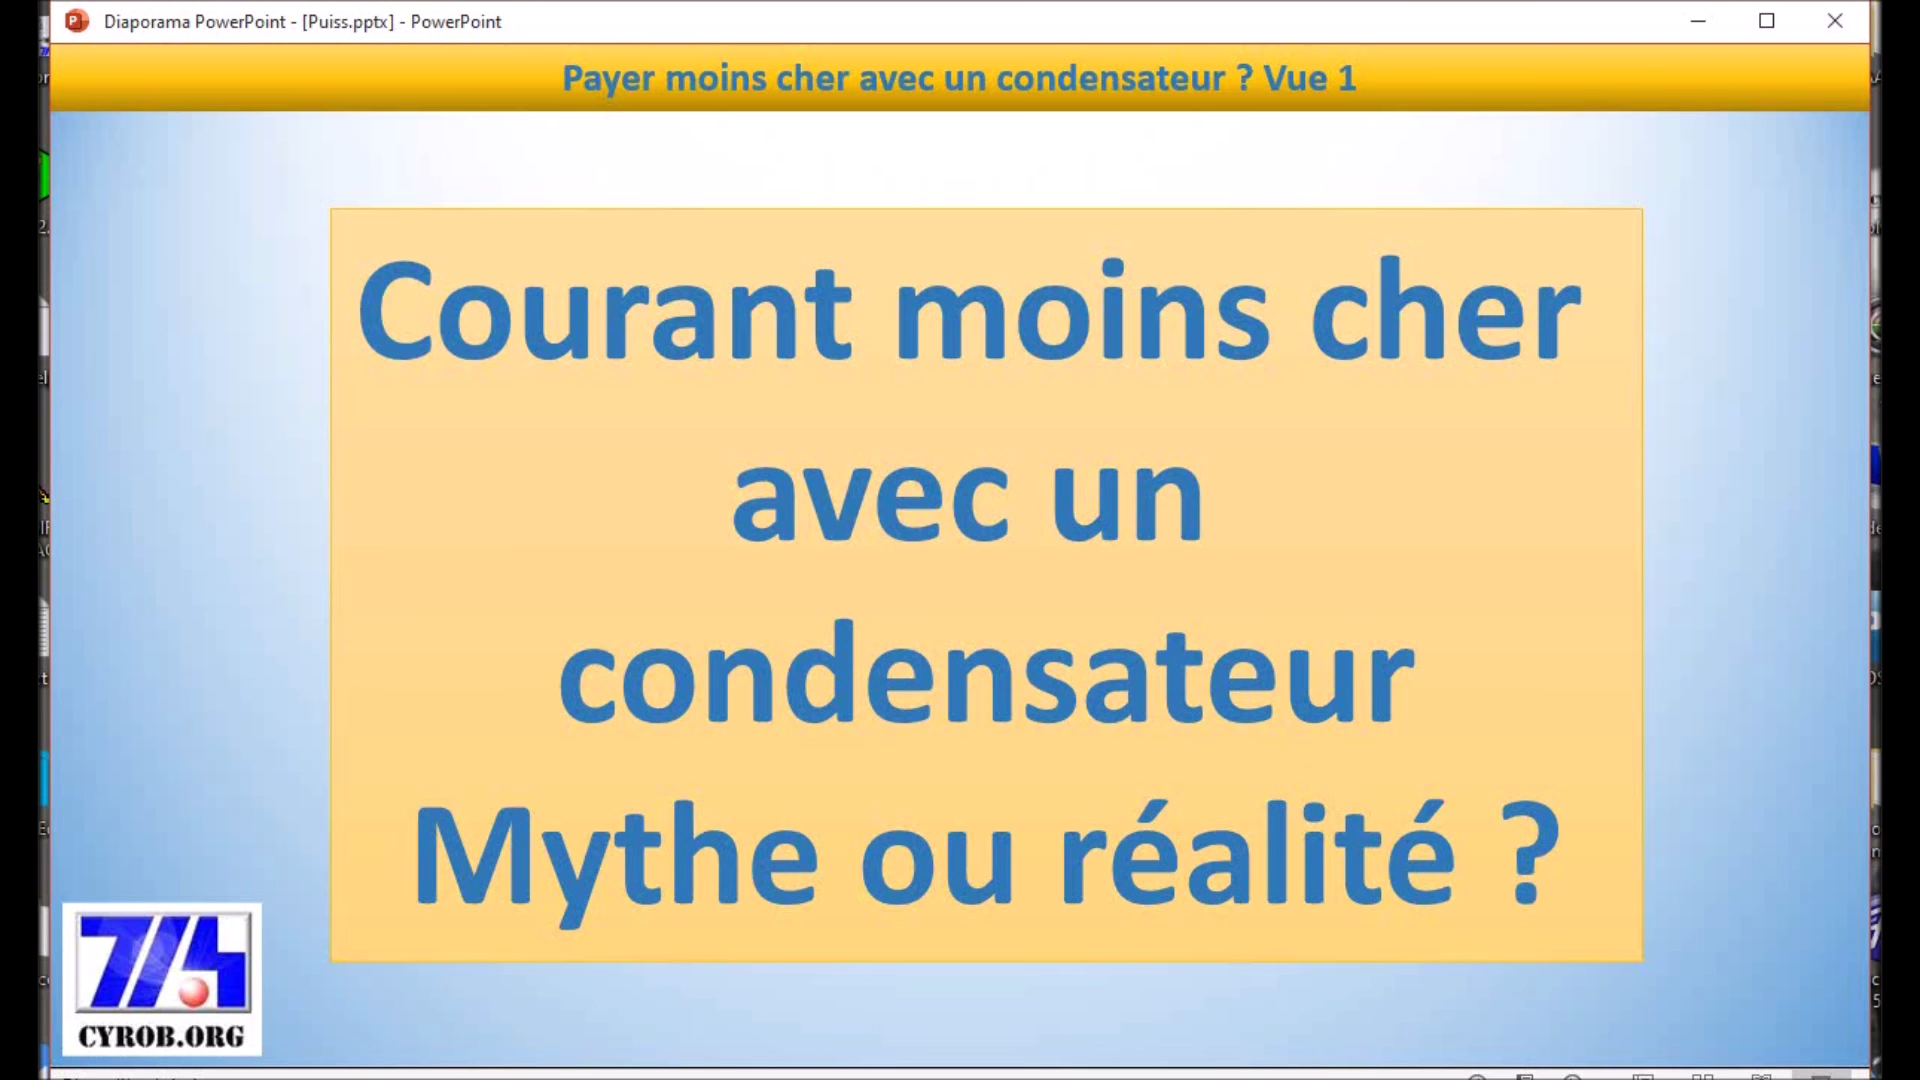 Diaporama PowerPoint - [Puiss.pptx] - PowerPoint
Payer moins cher avec un condensateur ? Vue 1
Courant moins cher
avec un
condensateur
Mythe ou réalité ?
CYROB.ORG